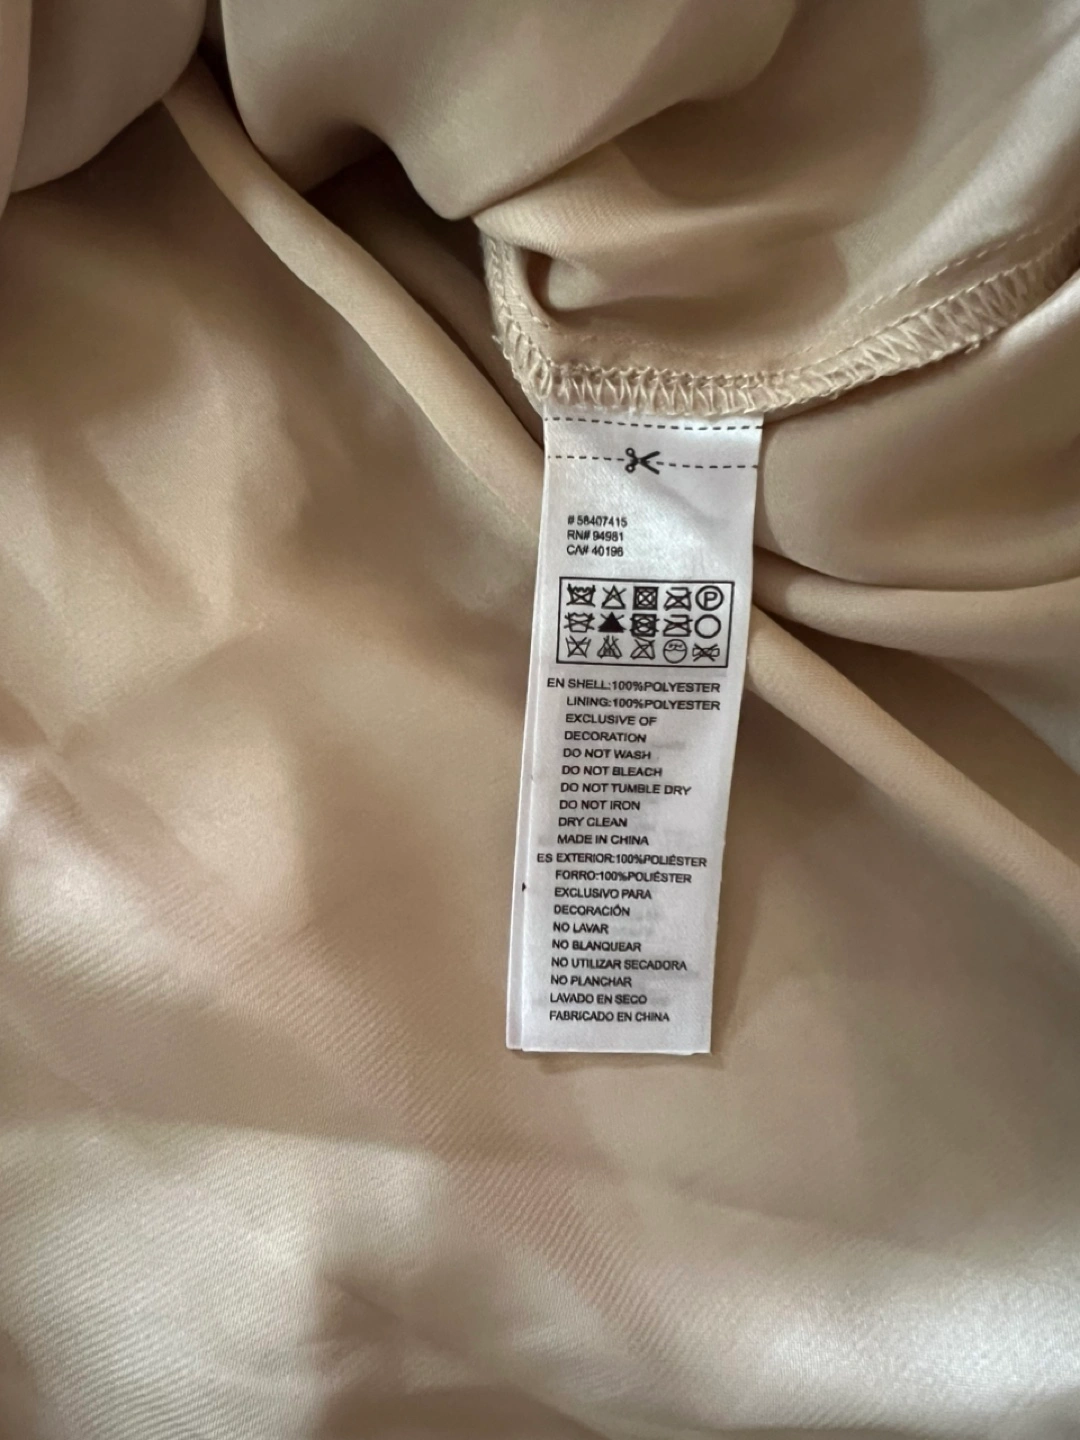 # 58407415
RN# 94981
CA# 40196
EN SHELL:100%POLYESTER
LINING:100%POLYESTER
EXCLUSIVE OF
DECORATION
DO NOT WASH
DO NOT BLEACH
DO NOT TUMBLE DRY
DO NOT IRON
DRY CLEAN
MADE IN CHINA
ES EXTERIOR:100%POLIÉSTER
FORRO:100%POLIÉSTER
EXCLUSIVO PARA
DECORACIÓN
NO LAVAR
NO BLANQUEAR
NO UTILIZAR SECADORA
NO PLANCHAR
LAVADO EN SECO
FABRICADO EN CHINA